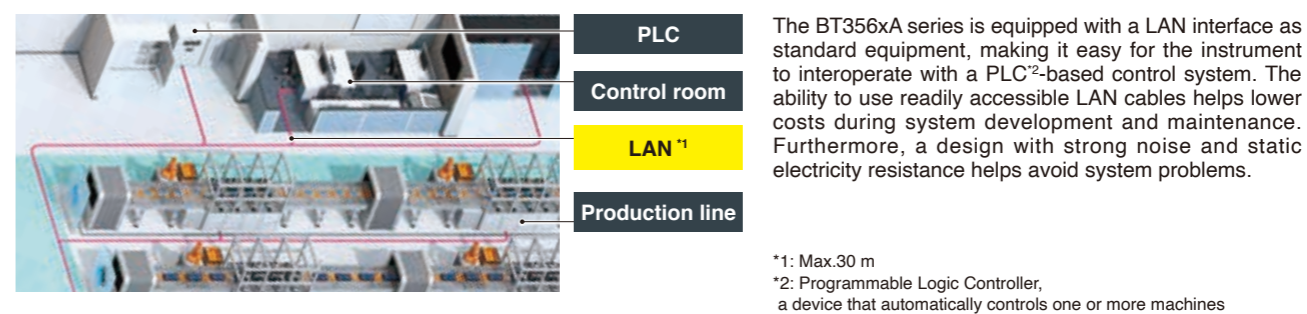 PLC
Control room
LAN *1
Production line
The BT356xA series is equipped with a LAN interface as
standard equipment, making it easy for the instrument
to interoperate with a PLC*2-based control system. The
ability to use readily accessible LAN cables helps lower
costs during system development and maintenance.
Furthermore, a design with strong noise and static
electricity resistance helps avoid system problems.
*1: Max.30 m
*2: Programmable Logic Controller,
a device that automatically controls one or more machines